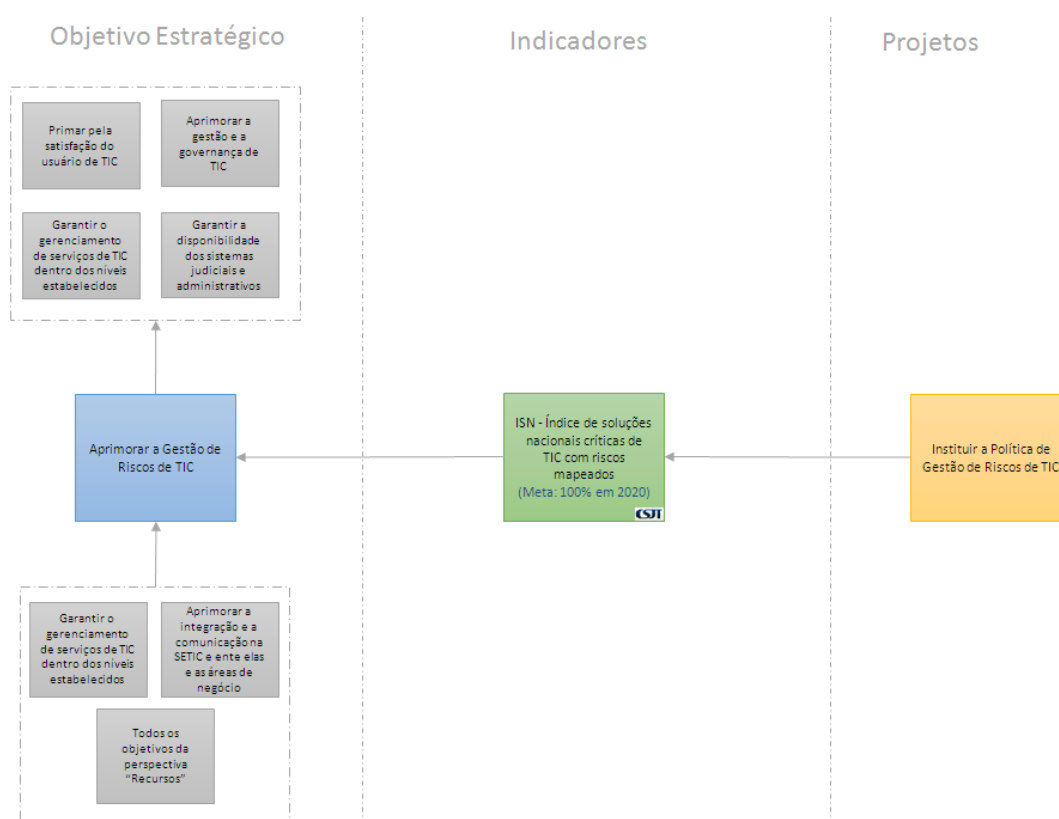 Objetivo Estratégico
Indicadores
Projetos
Primar pela
satisfação do
usuário de TIC
Aprimorar a
gestão e a
governança de
TIC
Garantir o
gerenciamento
de serviços de TIC
dentro dos níveis
estabelecidos
Garantir a
disponibilidade
dos sistemas
judiciais e
administrativos
Aprimorar a Gestão de
Riscos de TIC
ISN - Índice de soluções
nacionais críticas de
TIC com riscos
mapeados
(Meta: 100% em 2020)
CSJT
Instituir a Política de
Gestão de Riscos de TIC
Garantir o
gerenciamento
de serviços de TIC
dentro dos níveis
estabelecidos
Aprimorar a
integração e a
comunicação na
SETIC e ente elas
e as áreas de
negócio
Todos os
objetivos da
perspectiva
“Recursos”